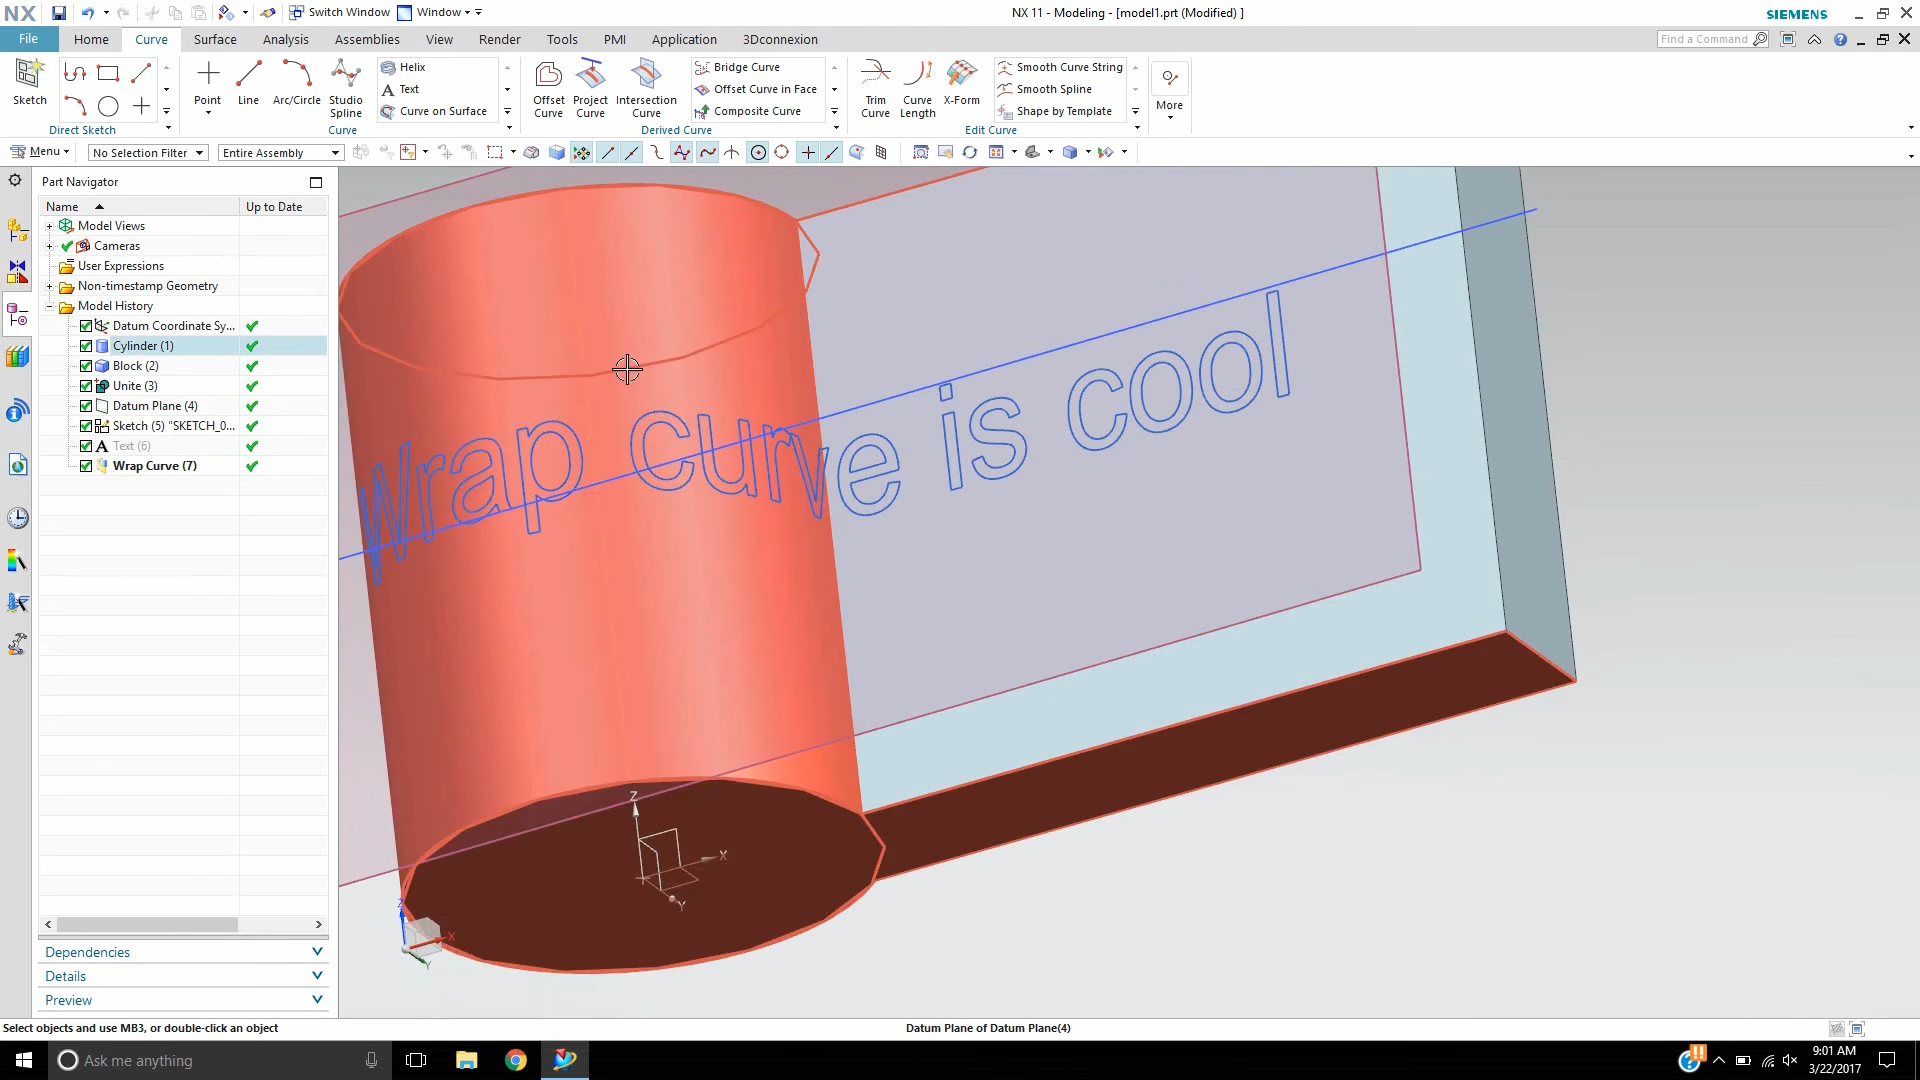 NX
Switch Window
Window
NX 11 - Modeling - [model1.prt (Modified) ]
SIEMENS
File
Home
Curve
Surface
Analysis
Assemblies
View
Render
Tools
PMI
Application
3Dconnexion
Find a Command
Sketch
Direct Sketch
Point
Line
Arc/Circle
Studio Spline
Helix
Text
Curve on Surface
Curve
Offset Curve
Project Curve
Intersection Curve
Bridge Curve
Offset Curve in Face
Composite Curve
Derived Curve
Trim Curve
Curve Length
X-Form
Smooth Curve String
Smooth Spline
Shape by Template
Edit Curve
More
Menu
No Selection Filter
Entire Assembly
Part Navigator
Name
Up to Date
Model Views
Cameras
User Expressions
Non-timestamp Geometry
Model History
Datum Coordinate Sy...
Cylinder (1)
Block (2)
Unite (3)
Datum Plane (4)
Sketch (5) "SKETCH_0...
Text (6)
Wrap Curve (7)
Wrap curve is cool
Z
X
Y
Z
X
Y
Dependencies
Details
Preview
Select objects and use MB3, or double-click an object
Datum Plane of Datum Plane(4)
Ask me anything
9:01 AM
3/22/2017